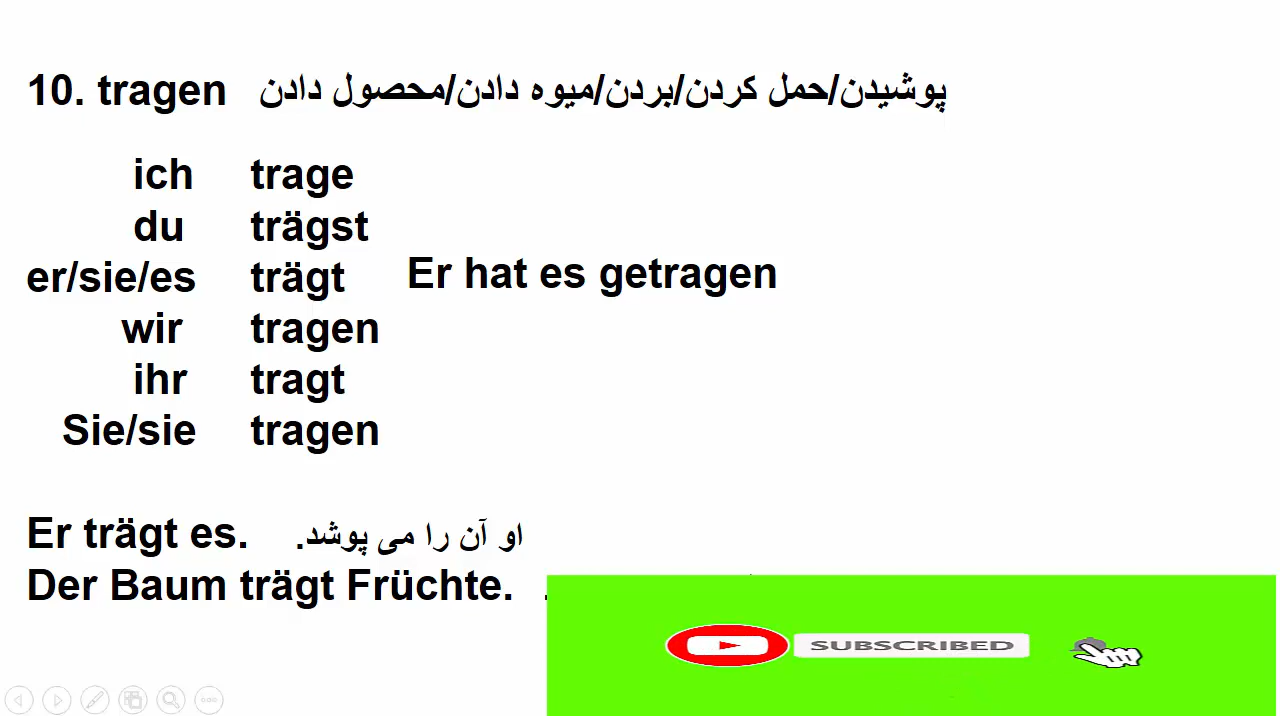 10. tragen پوشیدن/حمل کردن/بردن/میوه دادن/محصول دادن
ich trage
du trägst
er/sie/es trägt Er hat es getragen
wir tragen
ihr tragt
Sie/sie tragen
Er trägt es. او آن را می پوشد.
Der Baum trägt Früchte. .
SUBSCRIBED